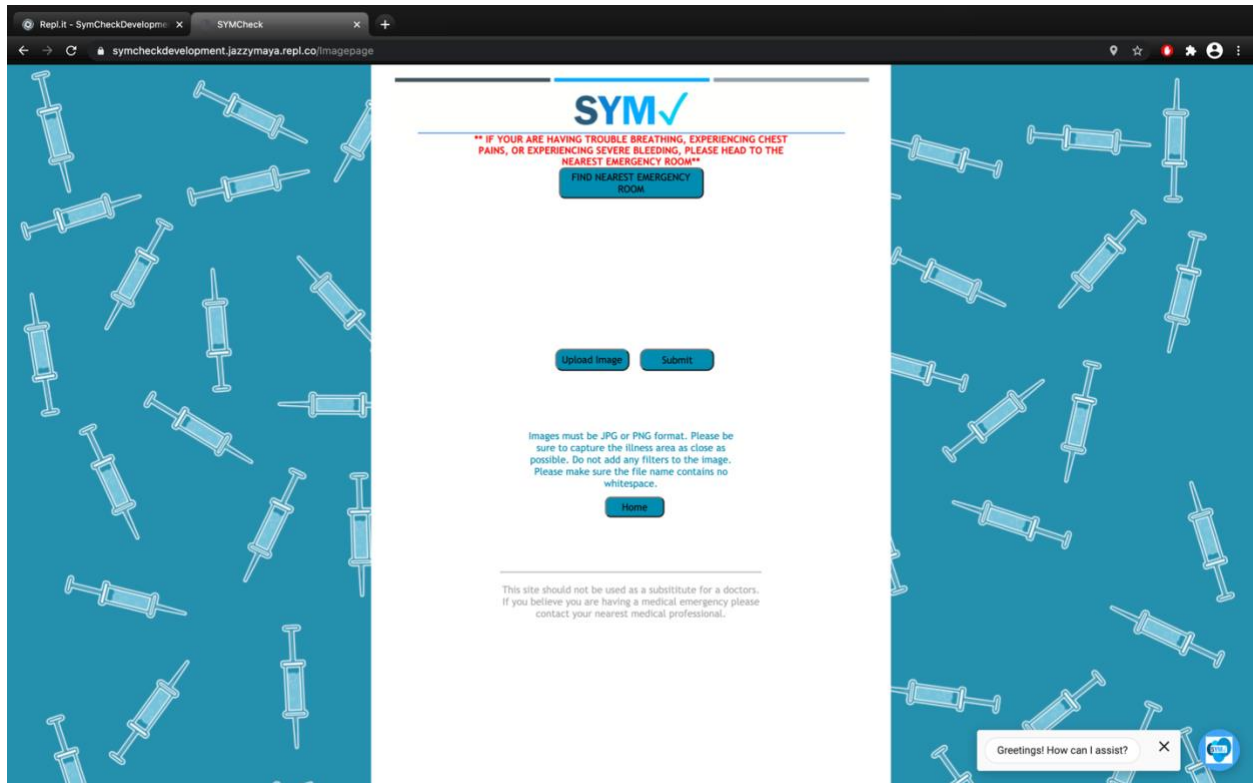 Repl.it - SymCheckDevelopme
SYMCheck
symcheckdevelopment.jazzymaya.repl.co/Imagepage
SYM✓
** IF YOUR ARE HAVING TROUBLE BREATHING, EXPERIENCING CHEST
PAINS, OR EXPERIENCING SEVERE BLEEDING, PLEASE HEAD TO THE
NEAREST EMERGENCY ROOM**
FIND NEAREST EMERGENCY
ROOM
Upload Image
Submit
Images must be JPG or PNG format. Please be
sure to capture the illness area as close as
possible. Do not add any filters to the image.
Please make sure the file name contains no
whitespace.
Home
This site should not be used as a subsititute for a doctors.
If you believe you are having a medical emergency please
contact your nearest medical professional.
Greetings! How can I assist?